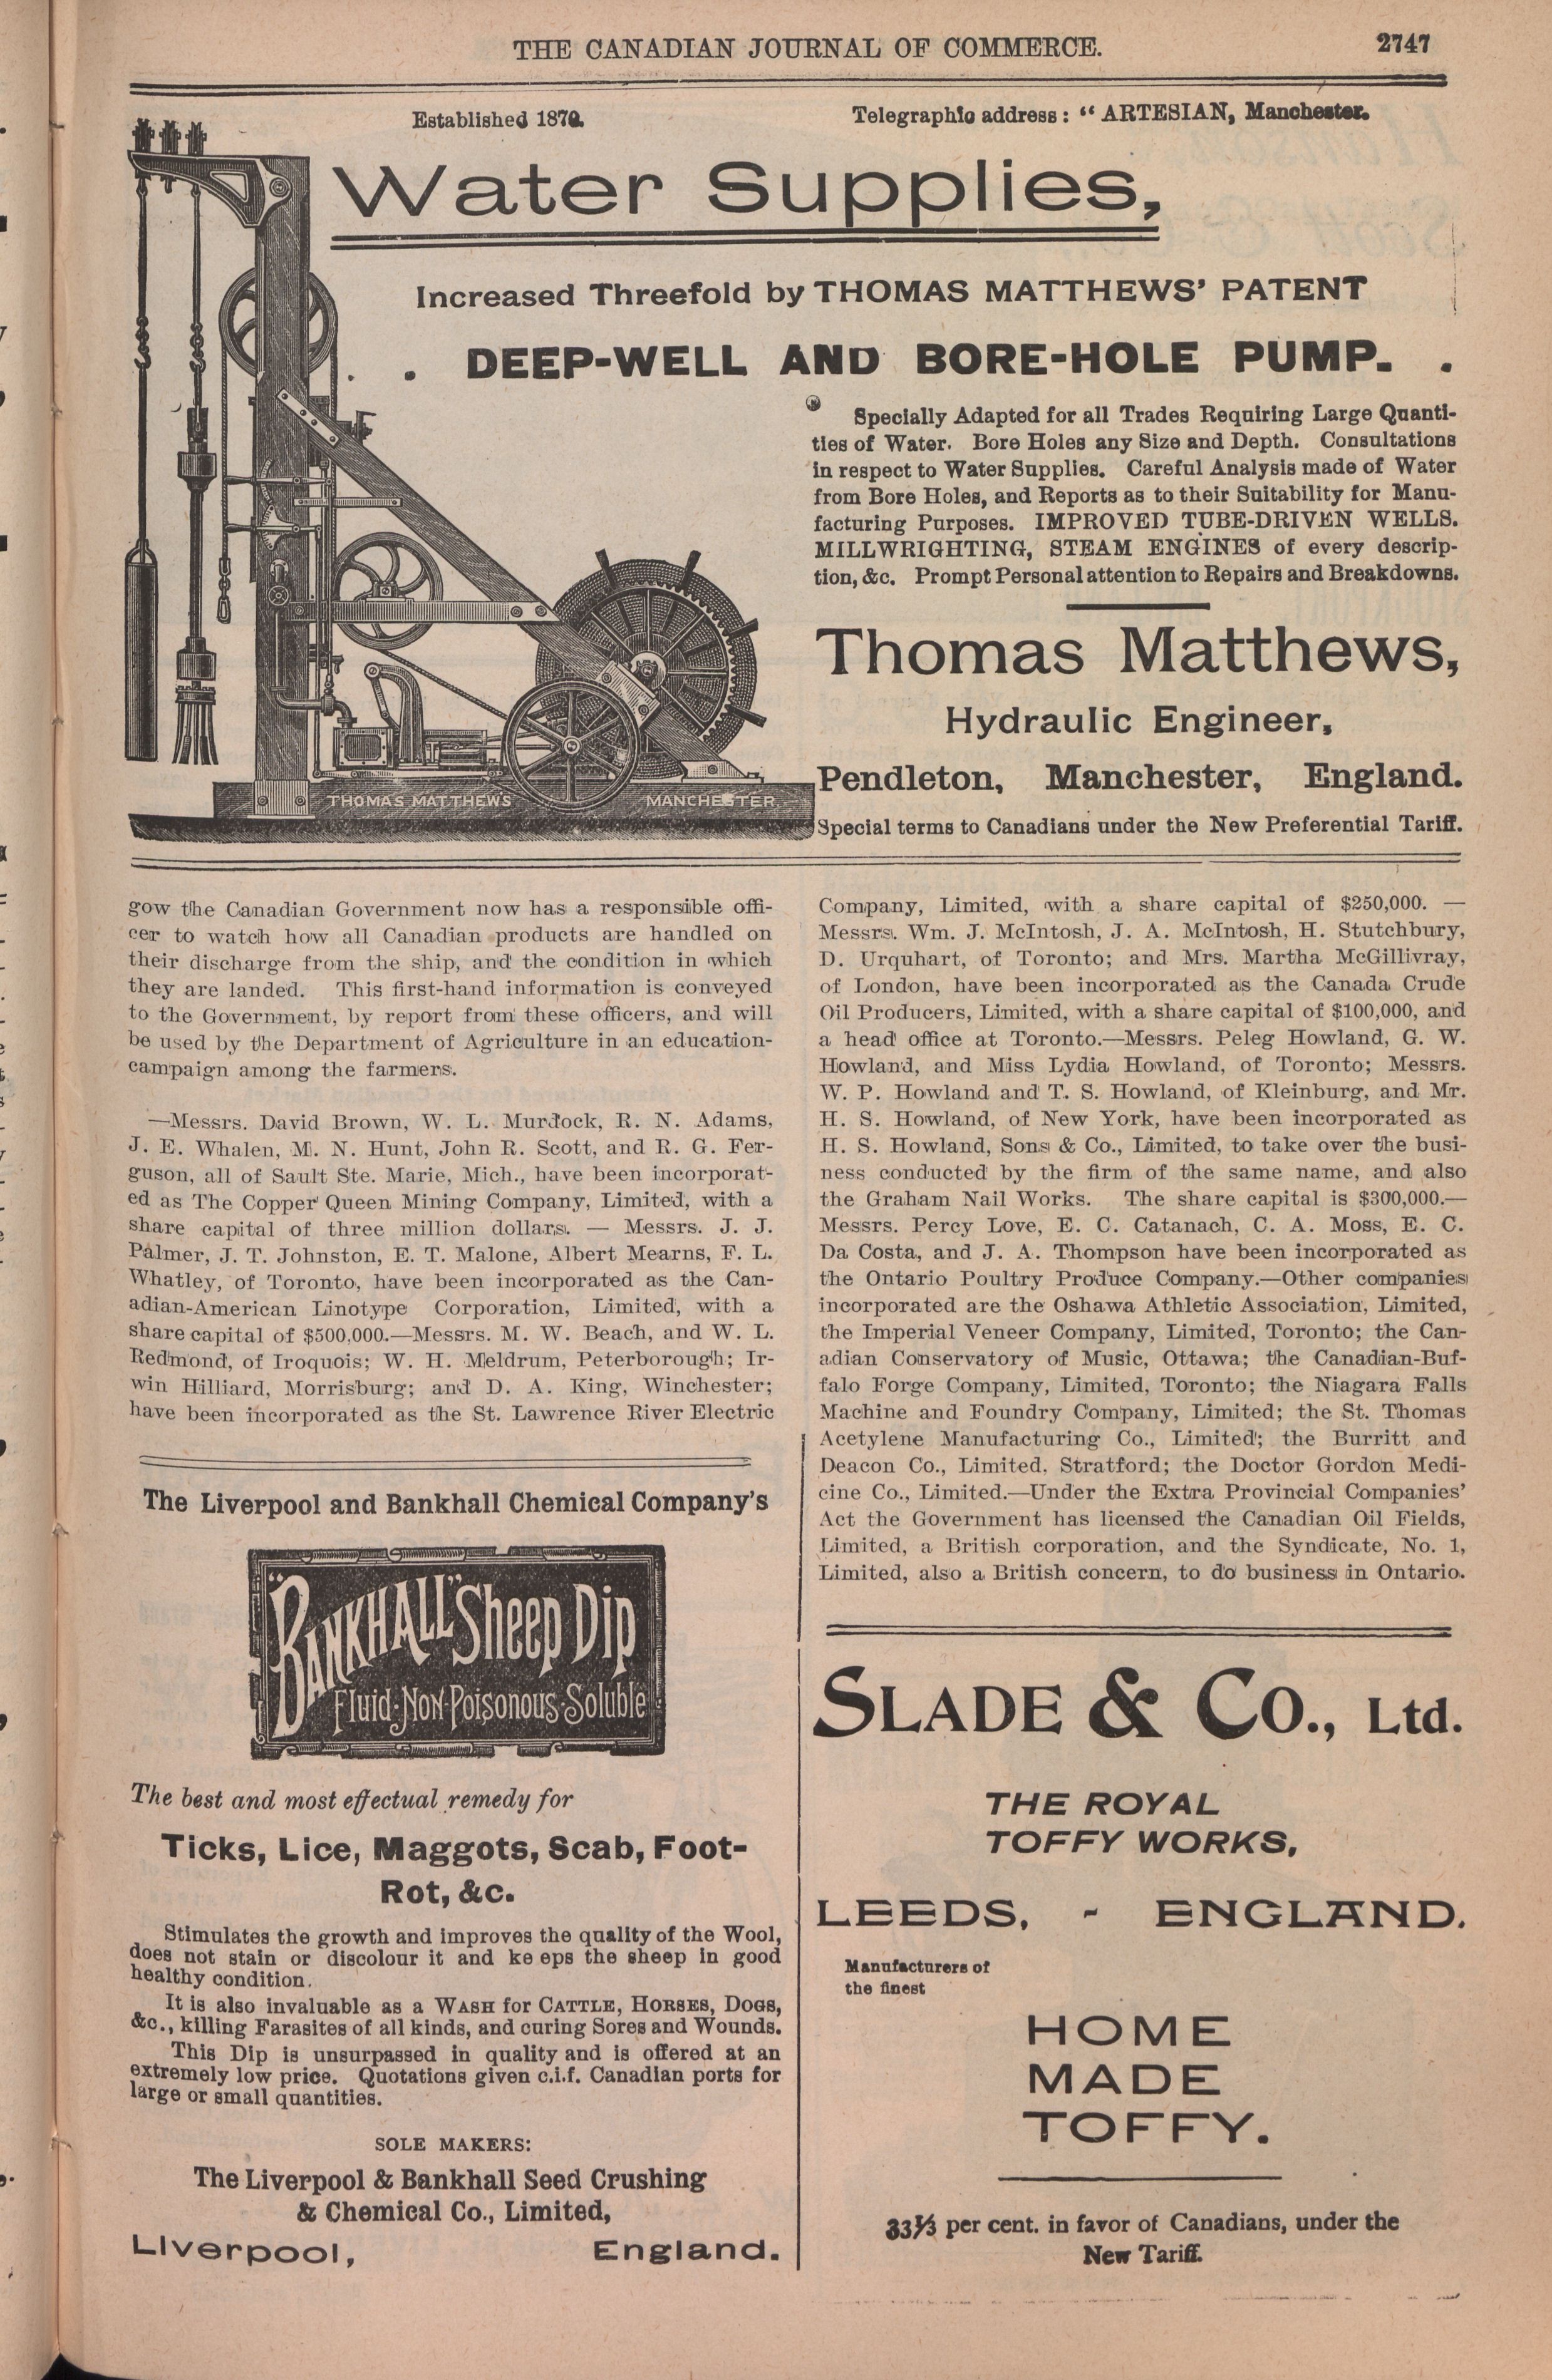 THE CANADIAN JOURNAL OF COMMERCE.
2747
Established 1870.
Telegraphic address: “ ARTESIAN, Manchester.
Water Supplies,
Increased Threefold by THOMAS MATTHEWS’ PATENT
. . DEEP-WELL AND BORE-HOLE PUMP. .
Specially Adapted for all Trades Requiring Large Quanti-
ties of Water. Bore Holes any Size and Depth. Consultations
in respect to Water Supplies. Careful Analysis made of Water
from Bore Holes, and Reports as to their Suitability for Manu-
facturing Purposes. IMPROVED TUBE-DRIVEN WELLS.
MILLWRIGHTING, STEAM ENGINES of every descrip-
tion, &c. Prompt Personal attention to Repairs and Breakdowns.
Thomas Matthews,
Hydraulic Engineer,
Pendleton, Manchester, England.
Special terms to Canadians under the New Preferential Tariff.
THOMAS MATTHEWS MANCHESTER
gow the Canadian Government now has a responsible offi-
cer to watch how all Canadian products are handled on
their discharge from the ship, and the condition in which
they are landed. This first-hand information is conveyed
to the Government, by report from these officers, and will
be used by the Department of Agriculture in an education-
campaign among the farmers.
—Messrs. David Brown, W. L. Murdock, R. N. Adams,
J. E. Whalen, M. N. Hunt, John R. Scott, and R. G. Fer-
guson, all of Sault Ste. Marie, Mich., have been incorporat-
ed as The Copper Queen Mining Company, Limited, with a
share capital of three million dollars. — Messrs. J. J.
Palmer, J. T. Johnston, E. T. Malone, Albert Mearns, F. L.
Whatley, of Toronto, have been incorporated as the Can-
adian-American Linotype Corporation, Limited, with a
share capital of $500,000.—Messrs. M. W. Beach, and W. L.
Redmond, of Iroquois; W. H. Meldrum, Peterborough; Ir-
win Hilliard, Morrisburg; and D. A. King, Winchester;
have been incorporated as the St. Lawrence River Electric
Company, Limited, with a share capital of $250,000. —
Messrs. Wm. J. McIntosh, J. A. McIntosh, H. Stutchbury,
D. Urquhart, of Toronto; and Mrs. Martha McGillivray,
of London, have been incorporated as the Canada Crude
Oil Producers, Limited, with a share capital of $100,000, and
a head office at Toronto.—Messrs. Peleg Howland, G. W.
Howland, and Miss Lydia Howland, of Toronto; Messrs.
W. P. Howland and T. S. Howland, of Kleinburg, and Mr.
H. S. Howland, of New York, have been incorporated as
H. S. Howland, Sons & Co., Limited, to take over the busi-
ness conducted by the firm of the same name, and also
the Graham Nail Works. The share capital is $300,000.—
Messrs. Percy Love, E. C. Catanach, C. A. Moss, E. C.
Da Costa, and J. A. Thompson have been incorporated as
the Ontario Poultry Produce Company.—Other companies
incorporated are the Oshawa Athletic Association, Limited,
the Imperial Veneer Company, Limited, Toronto; the Can-
adian Conservatory of Music, Ottawa; the Canadian-Buf-
falo Forge Company, Limited, Toronto; the Niagara Falls
Machine and Foundry Company, Limited; the St. Thomas
Acetylene Manufacturing Co., Limited; the Burritt and
Deacon Co., Limited, Stratford; the Doctor Gordon Medi-
cine Co., Limited.—Under the Extra Provincial Companies’
Act the Government has licensed the Canadian Oil Fields,
Limited, a British corporation, and the Syndicate, No. 1,
Limited, also a British concern, to do business in Ontario.
The Liverpool and Bankhall Chemical Company’s
"BANKHALL" Sheep Dip
Fluid-Non-Poisonous-Soluble
The best and most effectual remedy for
Ticks, Lice, Maggots, Scab, Foot-
Rot, &c.
Stimulates the growth and improves the quality of the Wool,
does not stain or discolour it and ke eps the sheep in good
healthy condition.
It is also invaluable as a WASH for CATTLE, HORSES, DOGS,
&c., killing Farasites of all kinds, and curing Sores and Wounds.
This Dip is unsurpassed in quality and is offered at an
extremely low price. Quotations given c.i.f. Canadian ports for
large or small quantities.
SOLE MAKERS:
The Liverpool & Bankhall Seed Crushing
& Chemical Co., Limited,
Liverpool, England.
SLADE & CO., Ltd.
THE ROYAL
TOFFY WORKS,
LEEDS, - ENGLAND.
Manufacturers of
the finest
HOME
MADE
TOFFY.
33⅓ per cent. in favor of Canadians, under the
New Tariff.